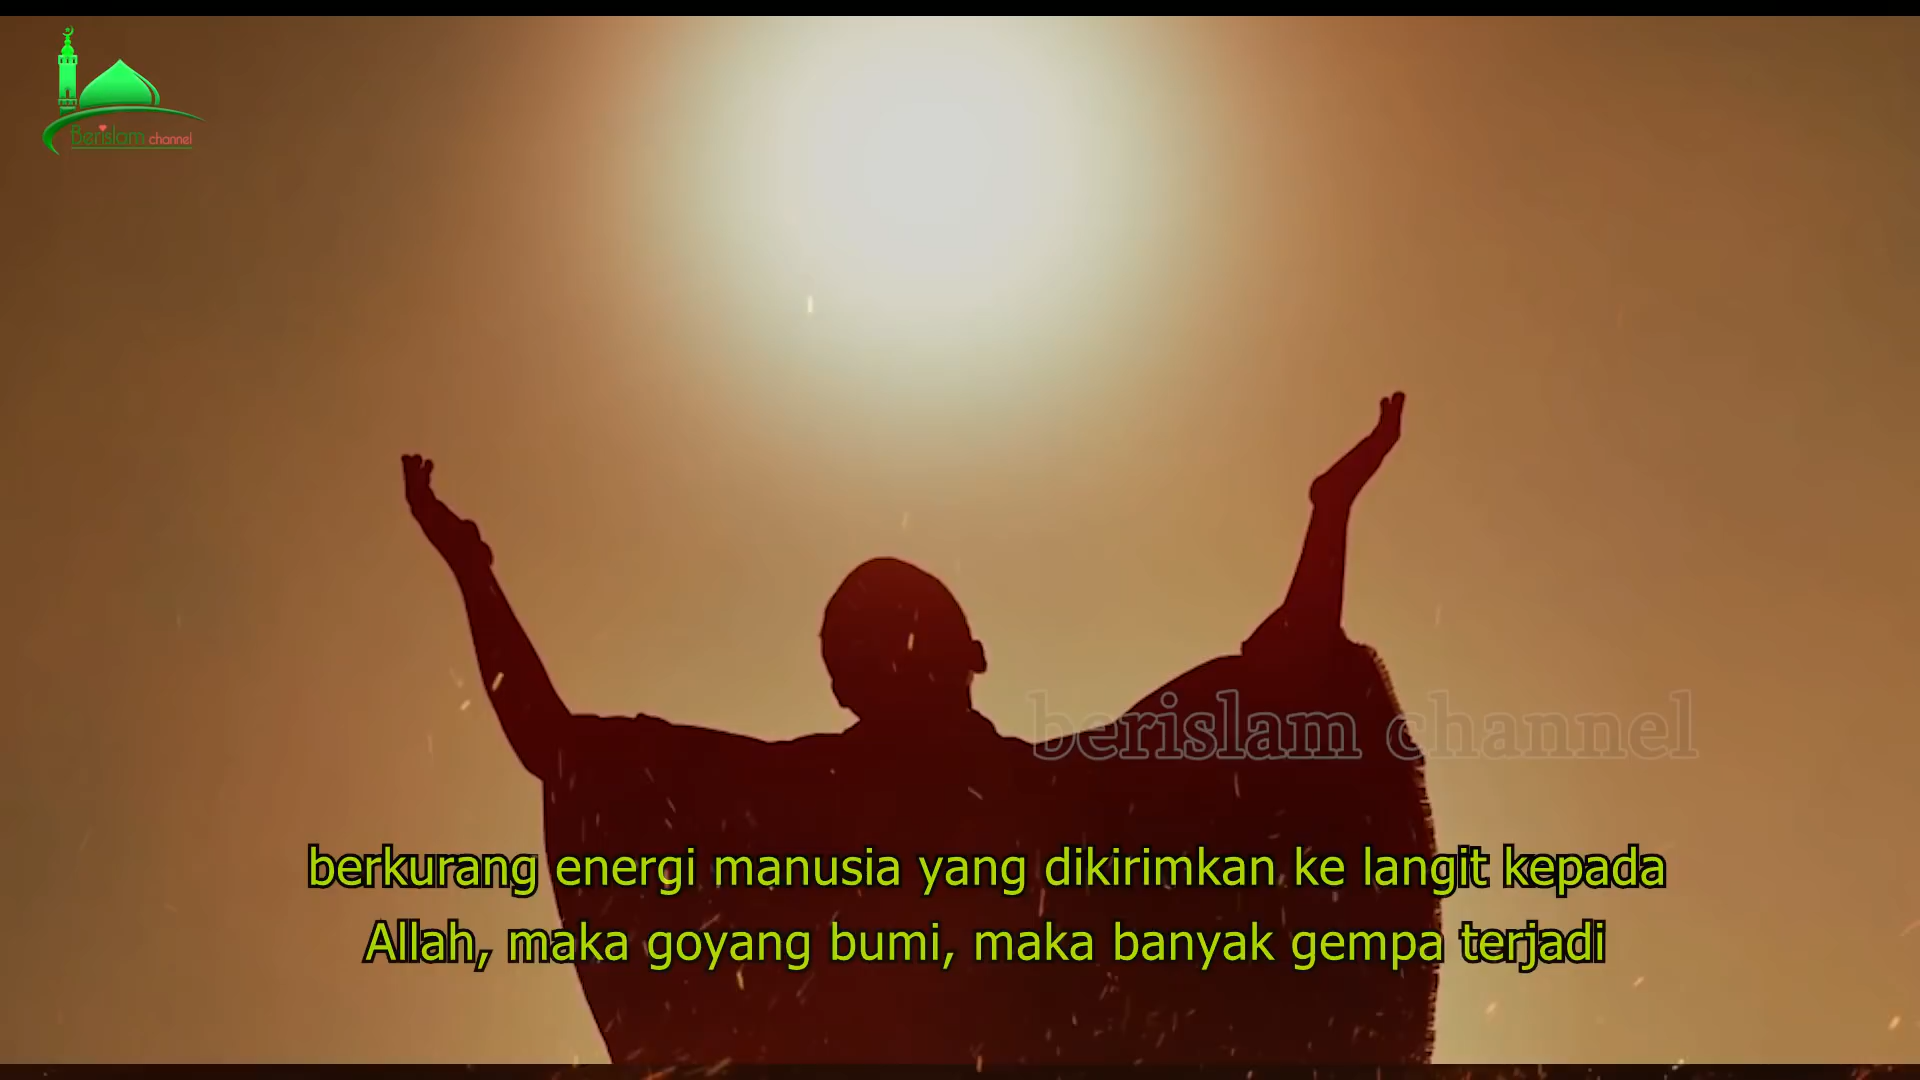 Berislam channel
berislam channel
berkurang energi manusia yang dikirimkan ke langit kepada
Allah, maka goyang bumi, maka banyak gempa terjadi